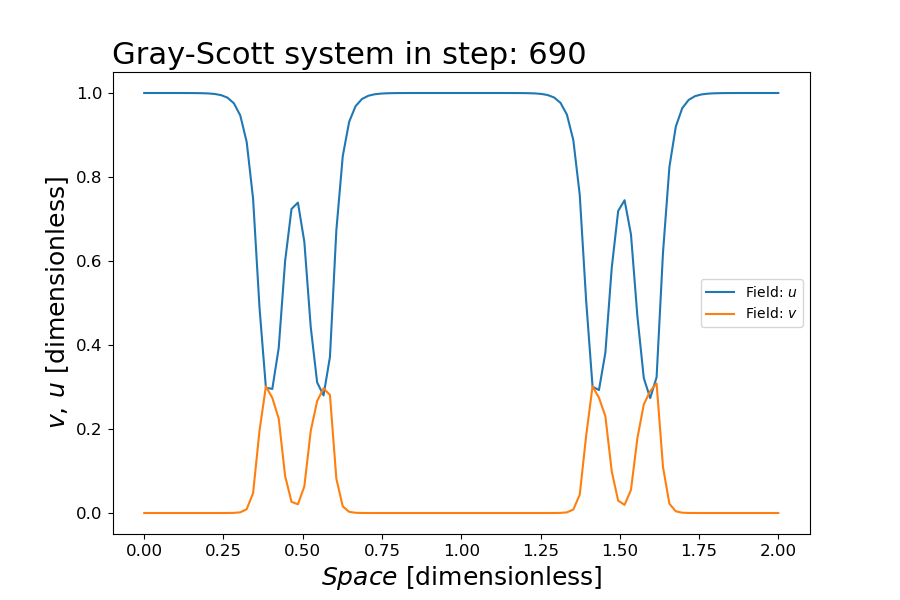 Gray-Scott system in step: 690
v, u [dimensionless]
1.0
0.8
0.6
0.4
0.2
0.0
Field: u
Field: v
0.00 0.25 0.50 0.75 1.00 1.25 1.50 1.75 2.00
Space [dimensionless]